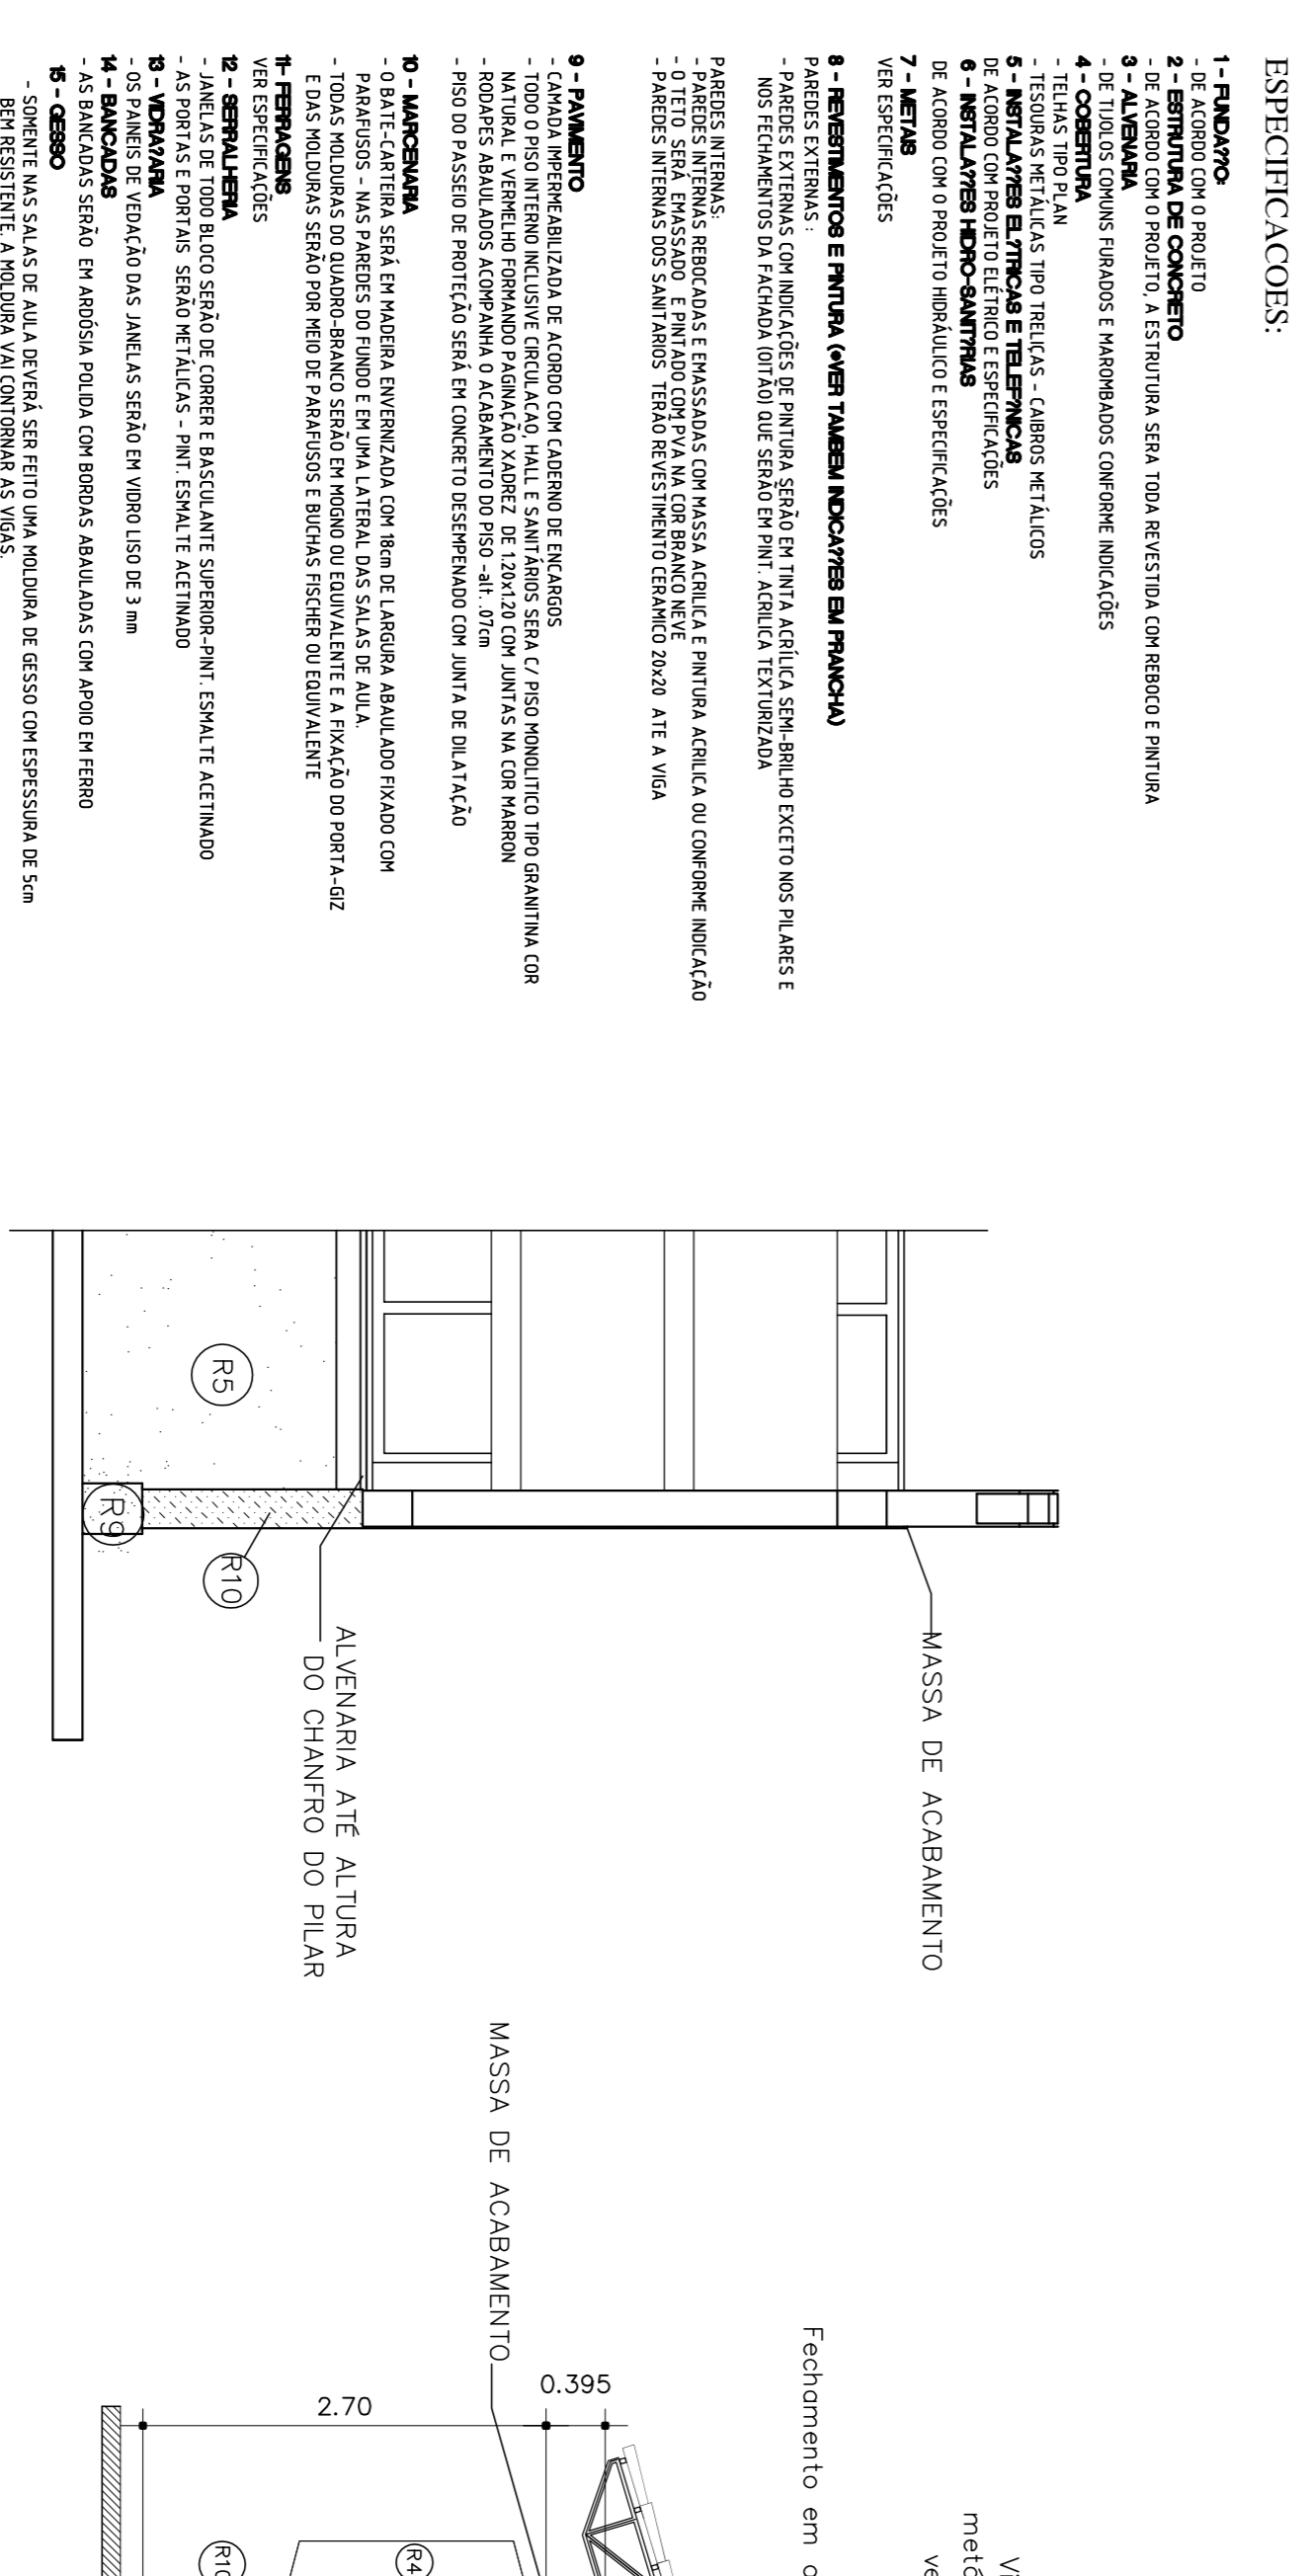 ESPECIFICACOES:
1 - FUNDA??O:
- DE ACORDO COM O PROJETO
2 - ESTRUTURA DE CONCRETO
- DE ACORDO COM O PROJETO, A ESTRUTURA SERA TODA REVESTIDA COM REBOCO E PINTURA
3 - ALVENARIA
- DE TIJOLOS COMUNS FURADOS E MAROMBADOS CONFORME INDICAÇÕES
4 - COBERTURA
- TELHAS TIPO PLAN
- TESOURAS METÁLICAS TIPO TRELIÇAS - CAIBROS METÁLICOS
5 - INSTALA??ES EL?TRICAS E TELEF?NICAS
DE ACORDO COM PROJETO ELÉTRICO E ESPECIFICAÇÕES
6 - INSTALA??ES HIDRO-SANIT?RIAS
DE ACORDO COM O PROJETO HIDRÁULICO E ESPECIFICAÇÕES
7 - METAIS
VER ESPECIFICAÇÕES
8 - REVESTIMENTOS E PINTURA (*VER TAMBEM INDICA??ES EM PRANCHA)
PAREDES EXTERNAS :
- PAREDES EXTERNAS COM INDICAÇÕES DE PINTURA SERÃO EM TINTA ACRÍLICA SEMI-BRILHO EXCETO NOS PILARES E
NOS FECHAMENTOS DA FACHADA (OITÃO) QUE SERÃO EM PINT. ACRILICA TEXTURIZADA
PAREDES INTERNAS:
- PAREDES INTERNAS REBOCADAS E EMASSADAS COM MASSA ACRILICA E PINTURA ACRILICA OU CONFORME INDICAÇÃO
- O TETO SERÁ EMASSADO E PINTADO COM PVA NA COR BRANCO NEVE
- PAREDES INTERNAS DOS SANITARIOS TERÃO REVESTIMENTO CERAMICO 20x20 ATE A VIGA
9 - PAVIMENTO
- CAMADA IMPERMEABILIZADA DE ACORDO COM CADERNO DE ENCARGOS
- TODO O PISO INTERNO INCLUSIVE CIRCULACAO, HALL E SANITÁRIOS SERA C/ PISO MONOLITICO TIPO GRANITINA COR
NATURAL E VERMELHO FORMANDO PAGINAÇÃO XADREZ DE 1.20x1.20 COM JUNTAS NA COR MARRON
- RODAPES ABAULADOS ACOMPANHA O ACABAMENTO DO PISO -alt. .07cm
- PISO DO PASSEIO DE PROTEÇÃO SERÁ EM CONCRETO DESEMPENADO COM JUNTA DE DILATAÇÃO
10 - MARCENARIA
- O BATE-CARTEIRA SERÁ EM MADEIRA ENVERNIZADA COM 18cm DE LARGURA ABAULADO FIXADO COM
PARAFUSOS - NAS PAREDES DO FUNDO E EM UMA LATERAL DAS SALAS DE AULA.
- TODAS MOLDURAS DO QUADRO-BRANCO SERÃO EM MOGNO OU EQUIVALENTE E A FIXAÇÃO DO PORTA-GIZ
E DAS MOLDURAS SERÃO POR MEIO DE PARAFUSOS E BUCHAS FISCHER OU EQUIVALENTE
11- FERRAGENS
VER ESPECIFICAÇÕES
12 - SERRALHERIA
- JANELAS DE TODO BLOCO SERÃO DE CORRER E BASCULANTE SUPERIOR-PINT. ESMALTE ACETINADO
- AS PORTAS E PORTAIS SERÃO METÁLICAS - PINT. ESMALTE ACETINADO
13 - VIDRA?ARIA
- OS PAINEIS DE VEDAÇÃO DAS JANELAS SERÃO EM VIDRO LISO DE 3 mm
14 - BANCADAS
- AS BANCADAS SERÃO EM ARDÓSIA POLIDA COM BORDAS ABAULADAS COM APOIO EM FERRO
15 - GESSO
- SOMENTE NAS SALAS DE AULA DEVERÁ SER FEITO UMA MOLDURA DE GESSO COM ESPESSURA DE 5cm
BEM RESISTENTE. A MOLDURA VAI CONTORNAR AS VIGAS.
R5
R9
R10
MASSA DE ACABAMENTO
ALVENARIA ATÉ ALTURA
DO CHANFRO DO PILAR
MASSA DE ACABAMENTO
Fechamento em
metá
ve
0.395
2.70
R4
R10